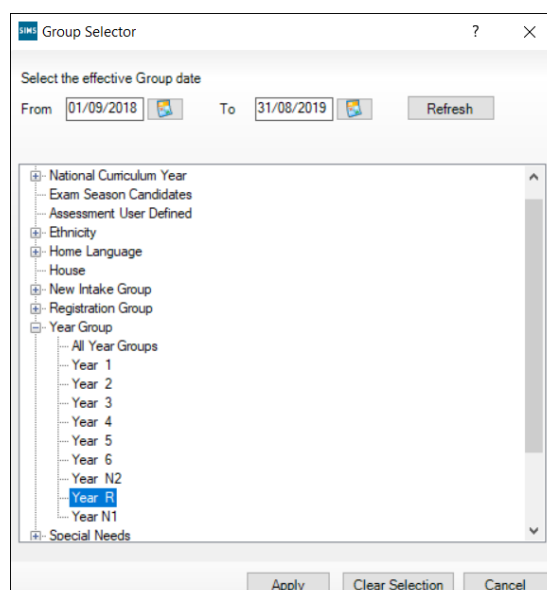 SIMS Group Selector ?
Select the effective Group date
From 01/09/2018 To 31/08/2019 Refresh
National Curriculum Year
Exam Season Candidates
Assessment User Defined
Ethnicity
Home Language
House
New Intake Group
Registration Group
Year Group
All Year Groups
Year 1
Year 2
Year 3
Year 4
Year 5
Year 6
Year N2
Year R
Year N1
Special Needs
Apply Clear Selection Cancel